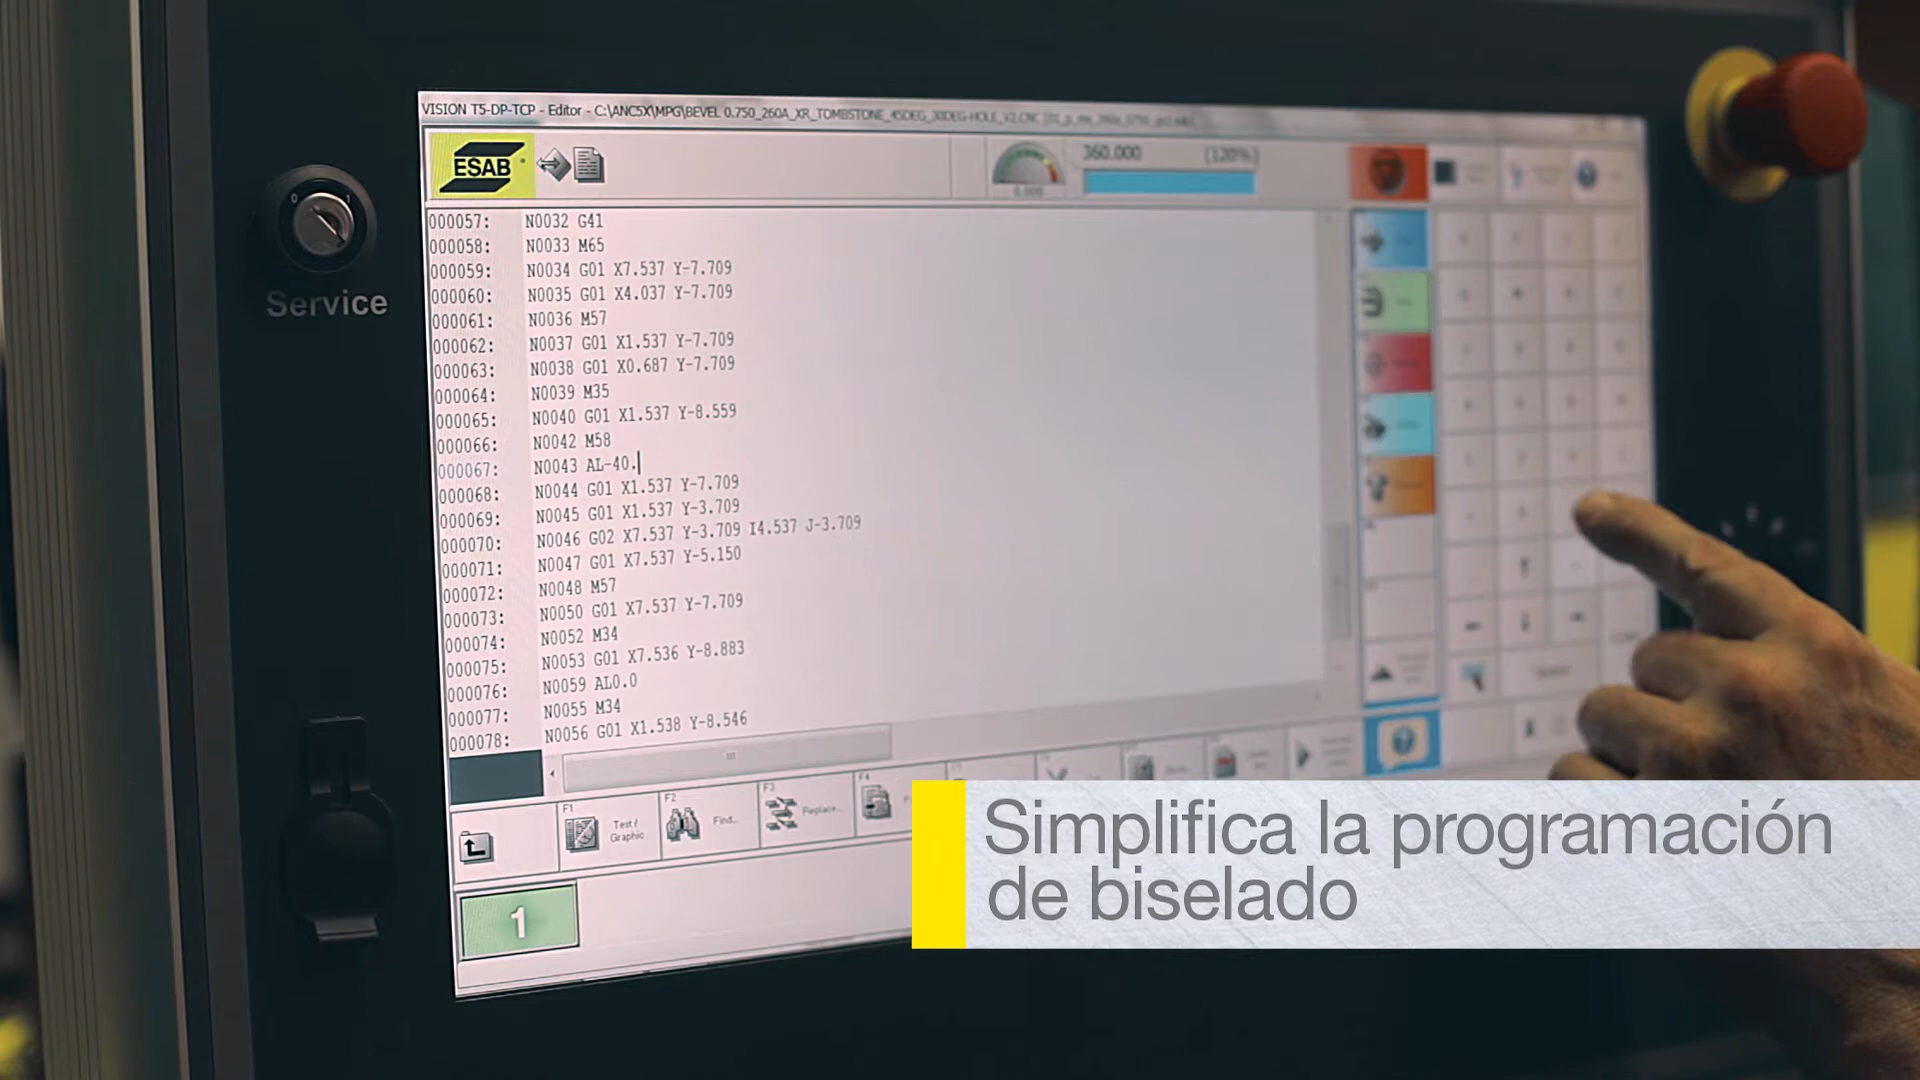 VISION T5-DP-TCP - Editor - C:\ANC5X\MPG\BEVEL 0.750_260A_XR_TOMBSTONE_45DEG_30DEG-HOLE_V2.CNC
ESAB
360.000 (120%)
0.000
0 1
Service
000057: N0032 G41
000058: N0033 M65
000059: N0034 G01 X7.537 Y-7.709
000060: N0035 G01 X4.037 Y-7.709
000061: N0036 M57
000062: N0037 G01 X1.537 Y-7.709
000063: N0038 G01 X0.687 Y-7.709
000064: N0039 M35
000065: N0040 G01 X1.537 Y-8.559
000066: N0042 M58
000067: N0043 AL-40.
000068: N0044 G01 X1.537 Y-7.709
000069: N0045 G01 X1.537 Y-3.709
000070: N0046 G02 X7.537 Y-3.709 I4.537 J-3.709
000071: N0047 G01 X7.537 Y-5.150
000072: N0048 M57
000073: N0050 G01 X7.537 Y-7.709
000074: N0052 M34
000075: N0053 G01 X7.536 Y-8.883
000076: N0059 AL0.0
000077: N0055 M34
000078: N0056 G01 X1.538 Y-8.546
F1 Text / Graphic
F2 Find...
F3 Replace...
F4
1
Simplifica la programación
de biselado